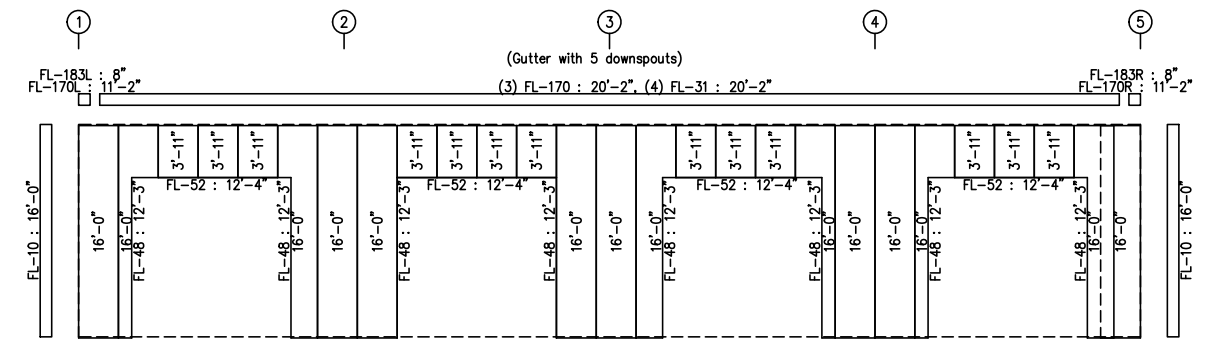 1
2
3
4
5
(Gutter with 5 downspouts)
FL-183L : 8"
FL-183R : 8"
FL-170L : 11'-2"
(3) FL-170 : 20'-2", (4) FL-31 : 20'-2"
FL-170R : 11'-2"
3'-11"
3'-11"
3'-11"
3'-11"
3'-11"
3'-11"
3'-11"
3'-11"
3'-11"
3'-11"
3'-11"
3'-11"
3'-11"
FL-52 : 12'-4"
FL-52 : 12'-4"
FL-52 : 12'-4"
FL-52 : 12'-4"
FL-10 : 16'-0"
16'-0"
16'-0"
FL-48 : 12'-3"
FL-48 : 12'-3"
16'-0"
16'-0"
16'-0"
FL-48 : 12'-3"
FL-48 : 12'-3"
16'-0"
16'-0"
16'-0"
FL-48 : 12'-3"
FL-48 : 12'-3"
16'-0"
16'-0"
16'-0"
16'-0"
FL-48 : 12'-3"
FL-48 : 12'-3"
16'-0"
16'-0"
FL-10 : 16'-0"